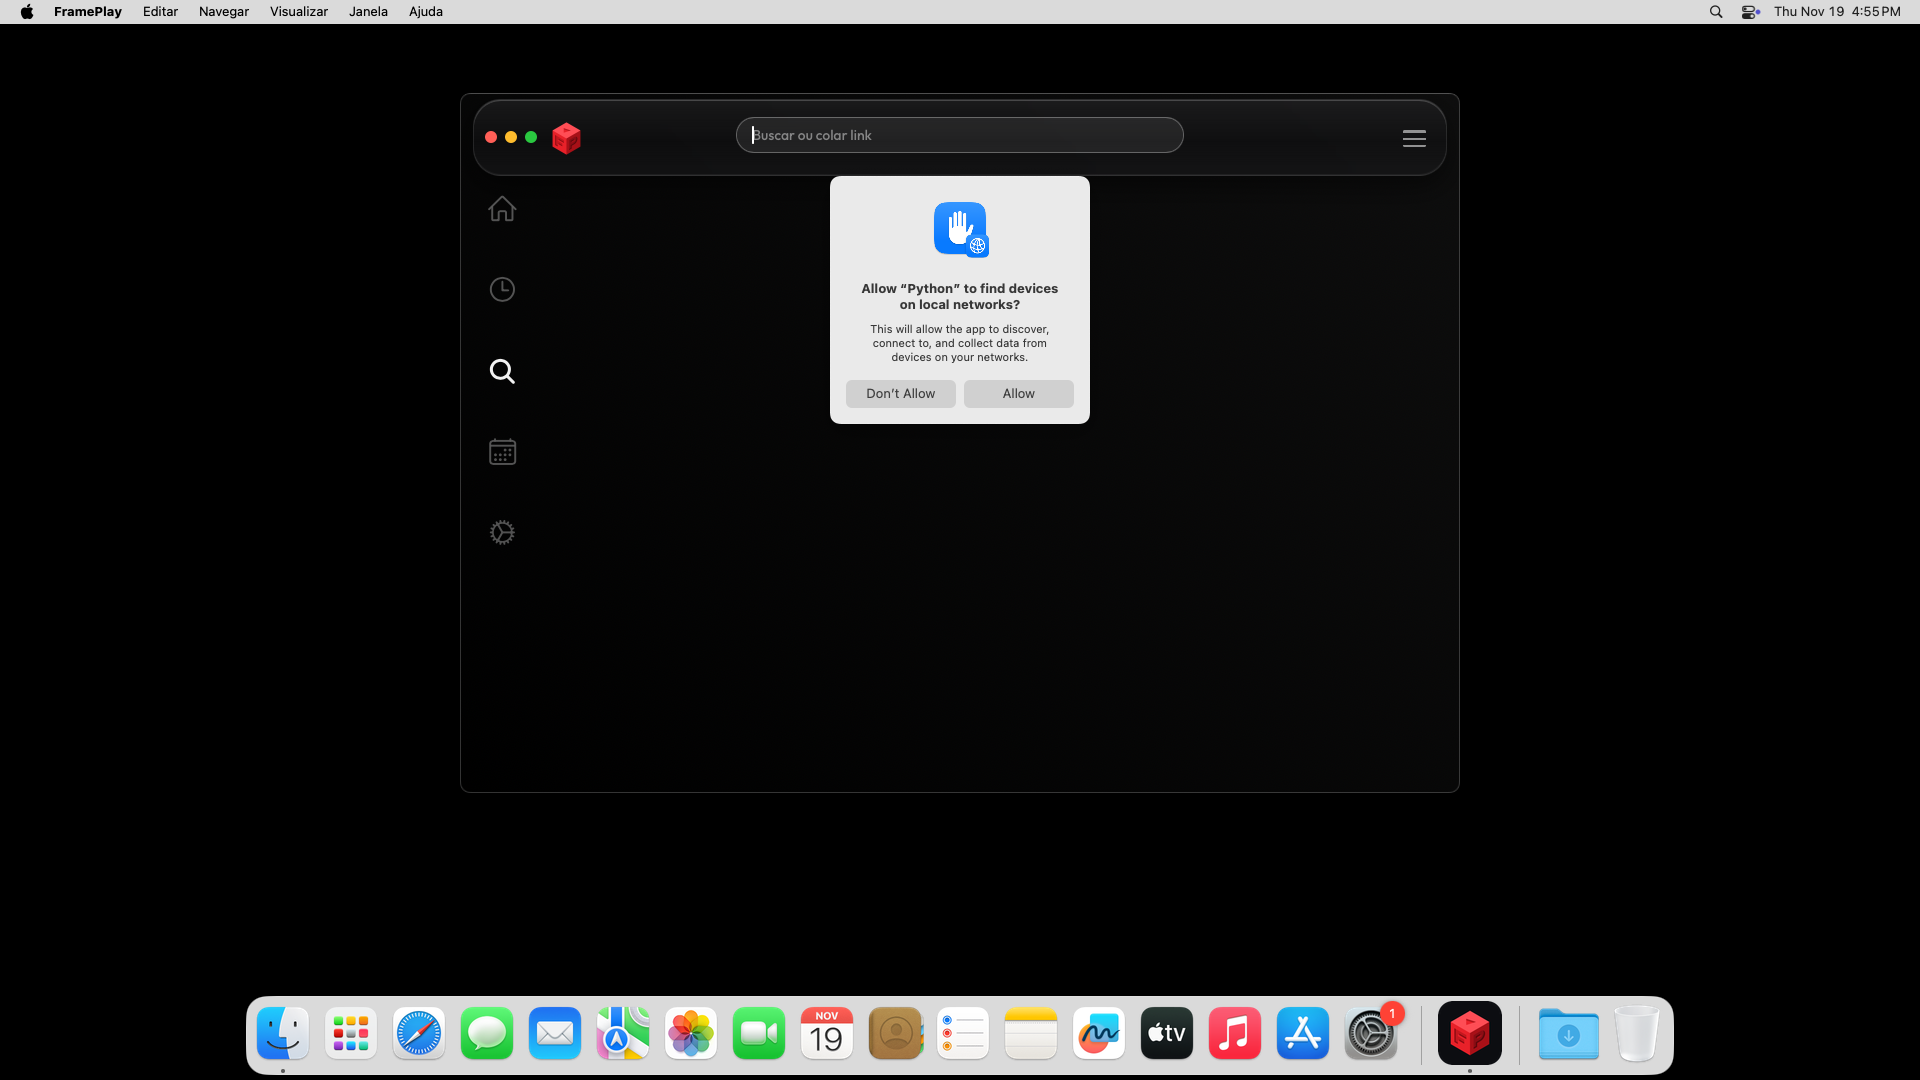 FramePlay Editar Navegar Visualizar Janela Ajuda Thu Nov 19 4:55 PM
Buscar ou colar link
Allow “Python” to find devices
on local networks?
This will allow the app to discover,
connect to, and collect data from
devices on your networks.
Don’t Allow Allow
NOV
19
tv
1